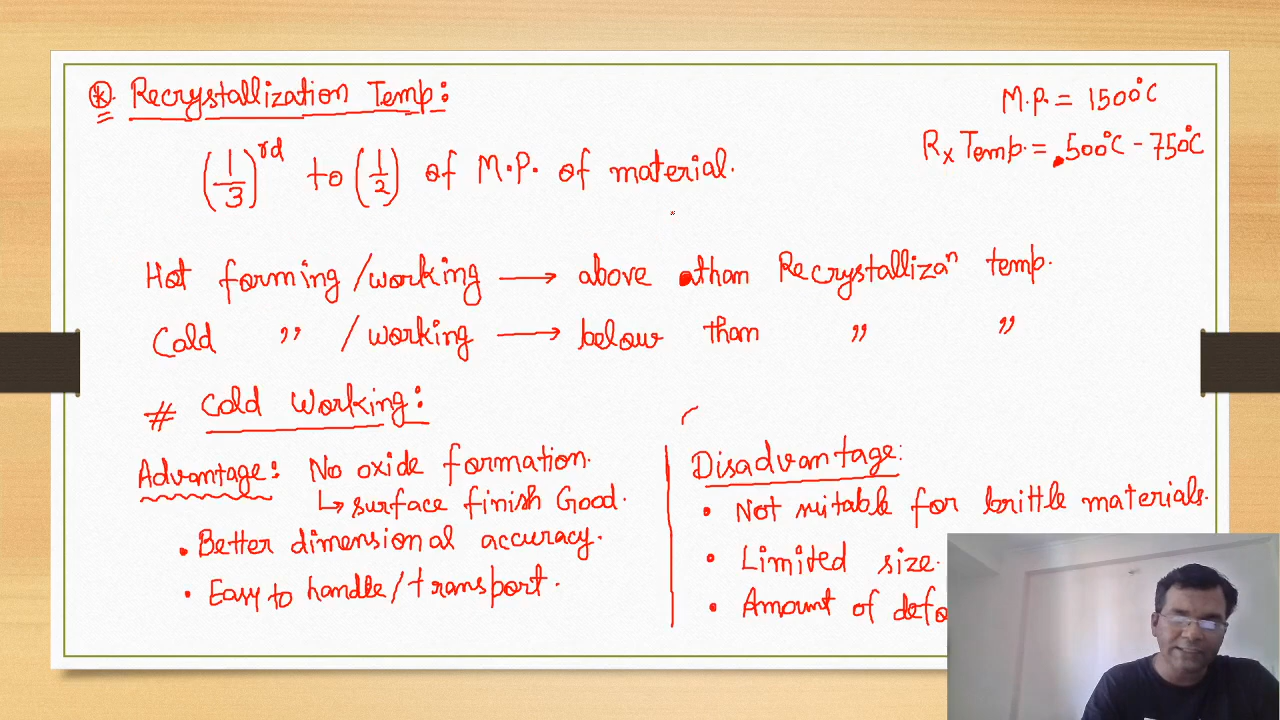 (*). Recrystallization Temp:
M.P. = 1500°C
Rx Temp. = 500°C - 750°C
(1/3)rd to (1/2) of M.P. of material.
Hot forming/working → above than Recrystallizaⁿ temp.
Cold ,, /working → below than ,, ,,
# Cold Working:
Advantage: No oxide formation.
↳ surface finish Good.
• Better dimensional accuracy.
• Easy to handle/transport.
Disadvantage:
• Not suitable for brittle materials.
• Limited size.
• Amount of defo